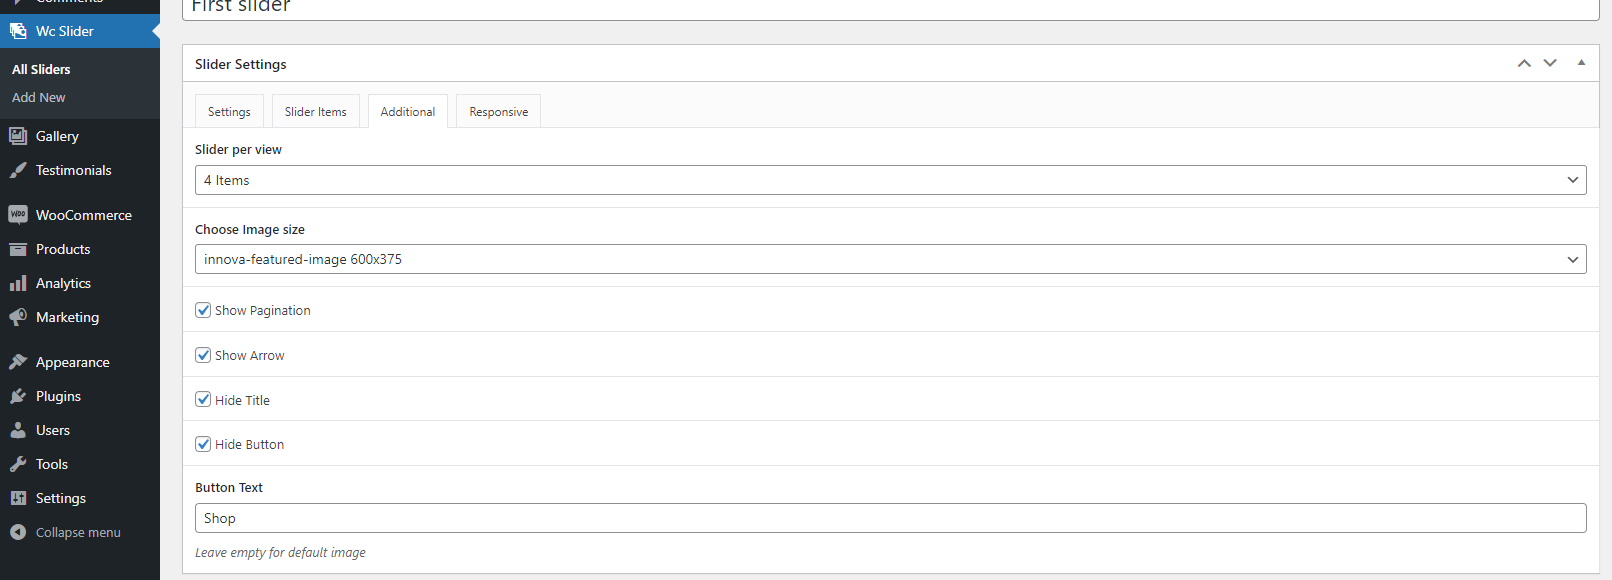 Comments
First slider
Wc Slider
All Sliders
Add New
Gallery
Testimonials
WooCommerce
Products
Analytics
Marketing
Appearance
Plugins
Users
Tools
Settings
Collapse menu
Slider Settings
Settings
Slider Items
Additional
Responsive
Slider per view
4 Items
Choose Image size
innova-featured-image 600x375
Show Pagination
Show Arrow
Hide Title
Hide Button
Button Text
Shop
Leave empty for default image